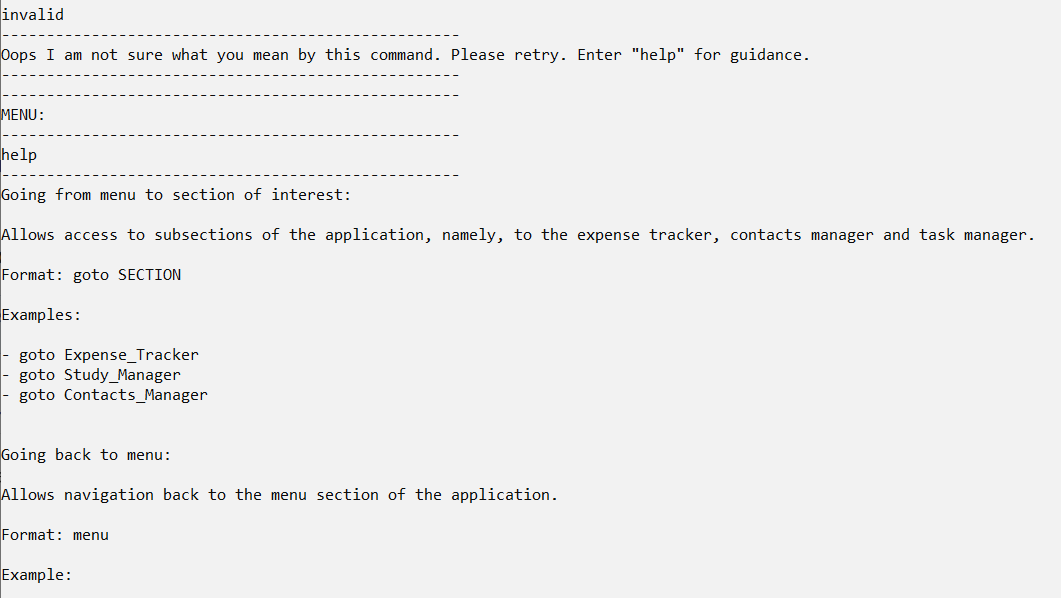 invalid
---------------------------------------------------
Oops I am not sure what you mean by this command. Please retry. Enter "help" for guidance.
---------------------------------------------------
---------------------------------------------------
MENU:
---------------------------------------------------
help
---------------------------------------------------
Going from menu to section of interest:
Allows access to subsections of the application, namely, to the expense tracker, contacts manager and task manager.
Format: goto SECTION
Examples:
- goto Expense_Tracker
- goto Study_Manager
- goto Contacts_Manager
Going back to menu:
Allows navigation back to the menu section of the application.
Format: menu
Example: